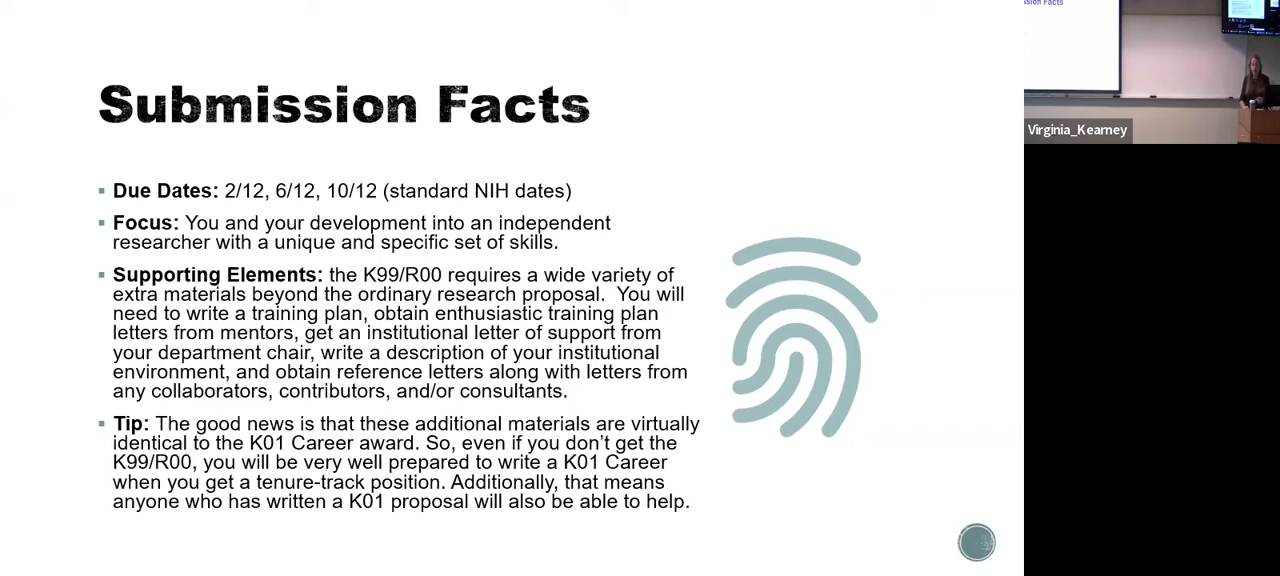 Submission Facts
Due Dates: 2/12, 6/12, 10/12 (standard NIH dates)
Focus: You and your development into an independent
researcher with a unique and specific set of skills.
Supporting Elements: the K99/R00 requires a wide variety of
extra materials beyond the ordinary research proposal.  You will
need to write a training plan, obtain enthusiastic training plan
letters from mentors, get an institutional letter of support from
your department chair, write a description of your institutional
environment, and obtain reference letters along with letters from
any collaborators, contributors, and/or consultants.
Tip: The good news is that these additional materials are virtually
identical to the K01 Career award. So, even if you don’t get the
K99/R00, you will be very well prepared to write a K01 Career
when you get a tenure-track position. Additionally, that means
anyone who has written a K01 proposal will also be able to help.
Facts
Virginia_Kearney